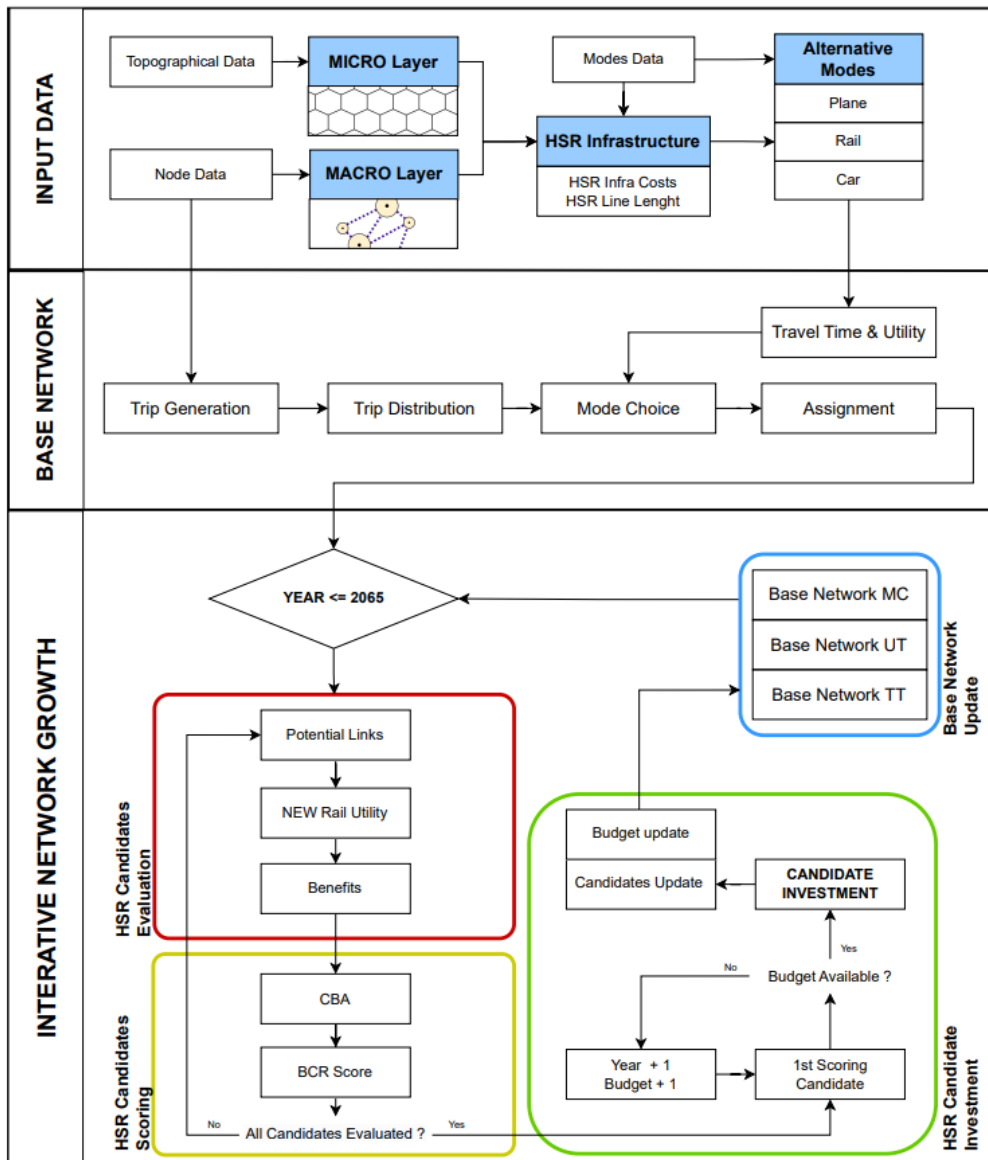 INPUT DATA
Topographical Data
MICRO Layer
Modes Data
Alternative
Modes
Plane
Rail
Car
Node Data
MACRO Layer
HSR Infrastructure
HSR Infra Costs
HSR Line Lenght
BASE NETWORK
Travel Time & Utility
Trip Generation
Trip Distribution
Mode Choice
Assignment
INTERATIVE NETWORK GROWTH
YEAR <= 2065
Base Network MC
Base Network UT
Base Network TT
Base Network
Update
HSR Candidates
Evaluation
Potential Links
NEW Rail Utility
Benefits
HSR Candidates
Scoring
CBA
BCR Score
All Candidates Evaluated ?
No
Yes
HSR Candidate
Investment
Budget update
Candidates Update
CANDIDATE
INVESTMENT
Yes
No
Budget Available ?
Year + 1
Budget + 1
1st Scoring
Candidate